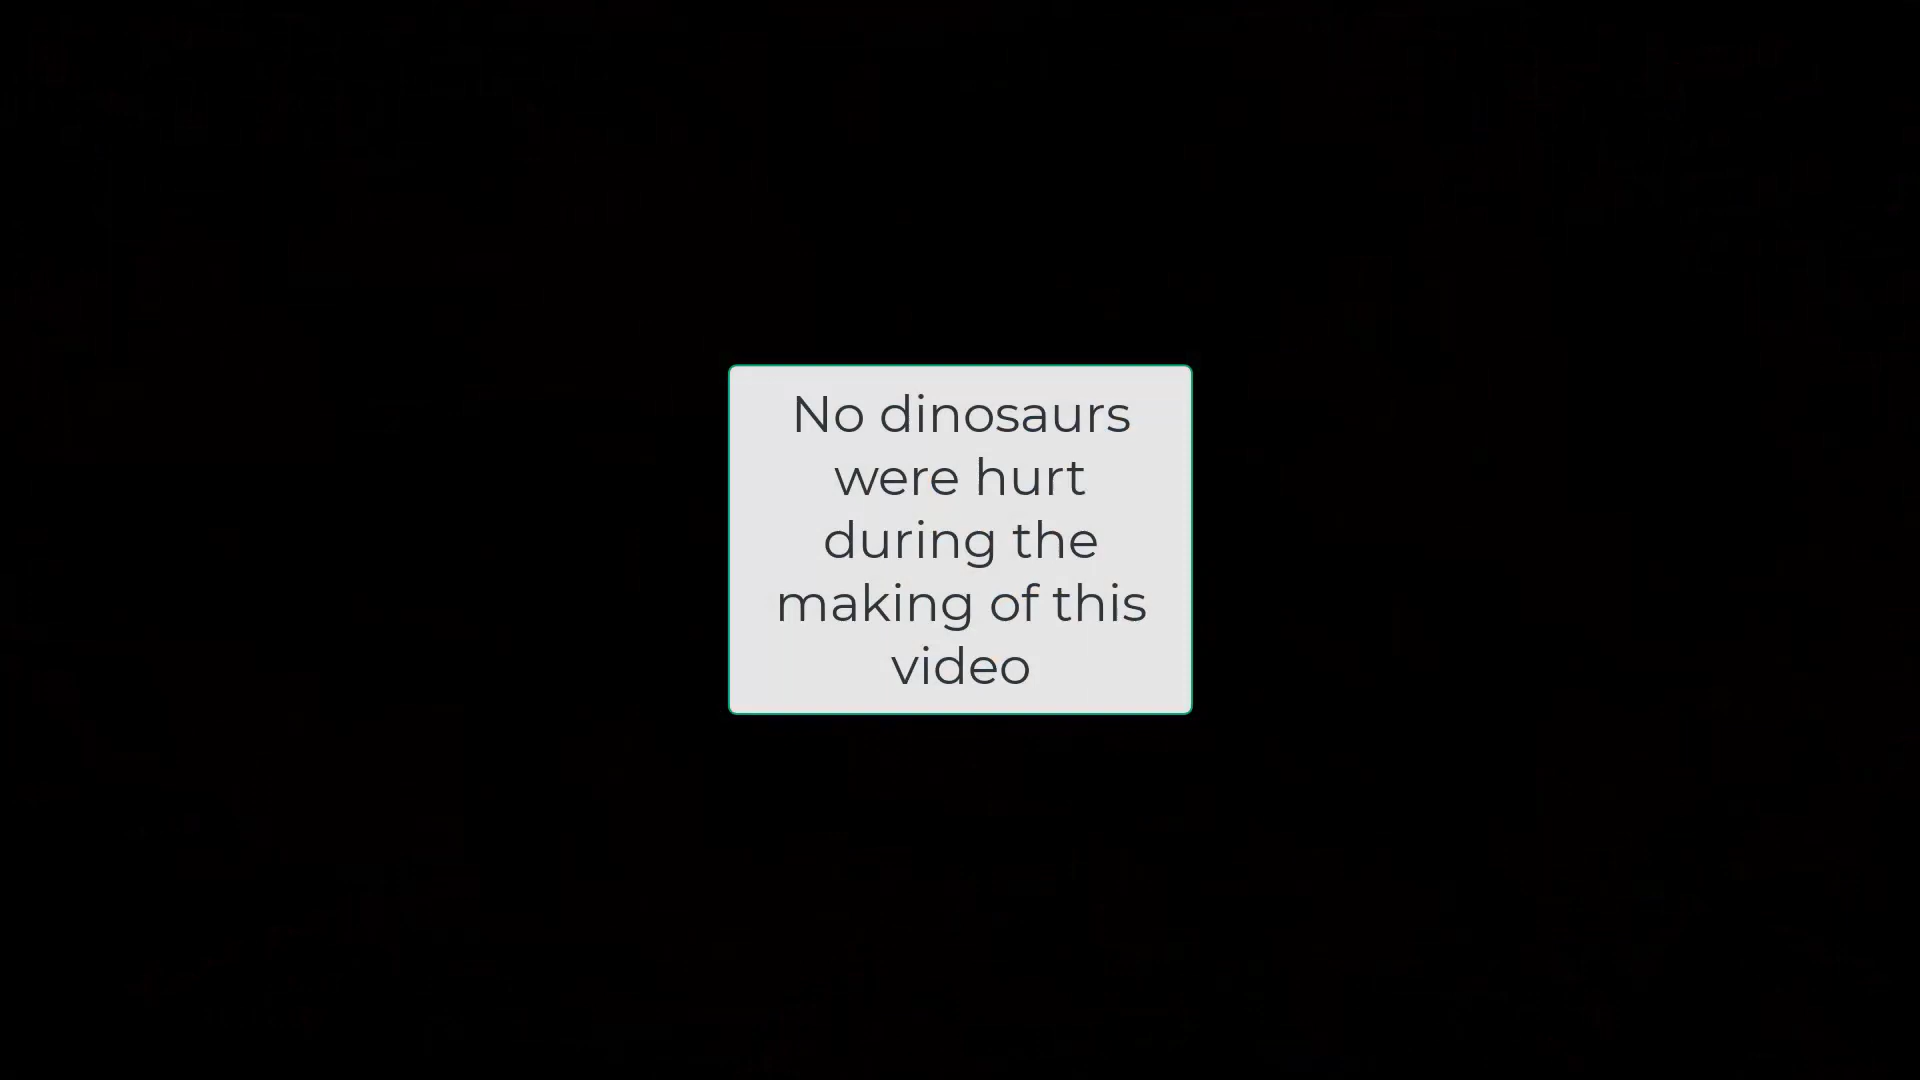 No dinosaurs
were hurt
during the
making of this
video